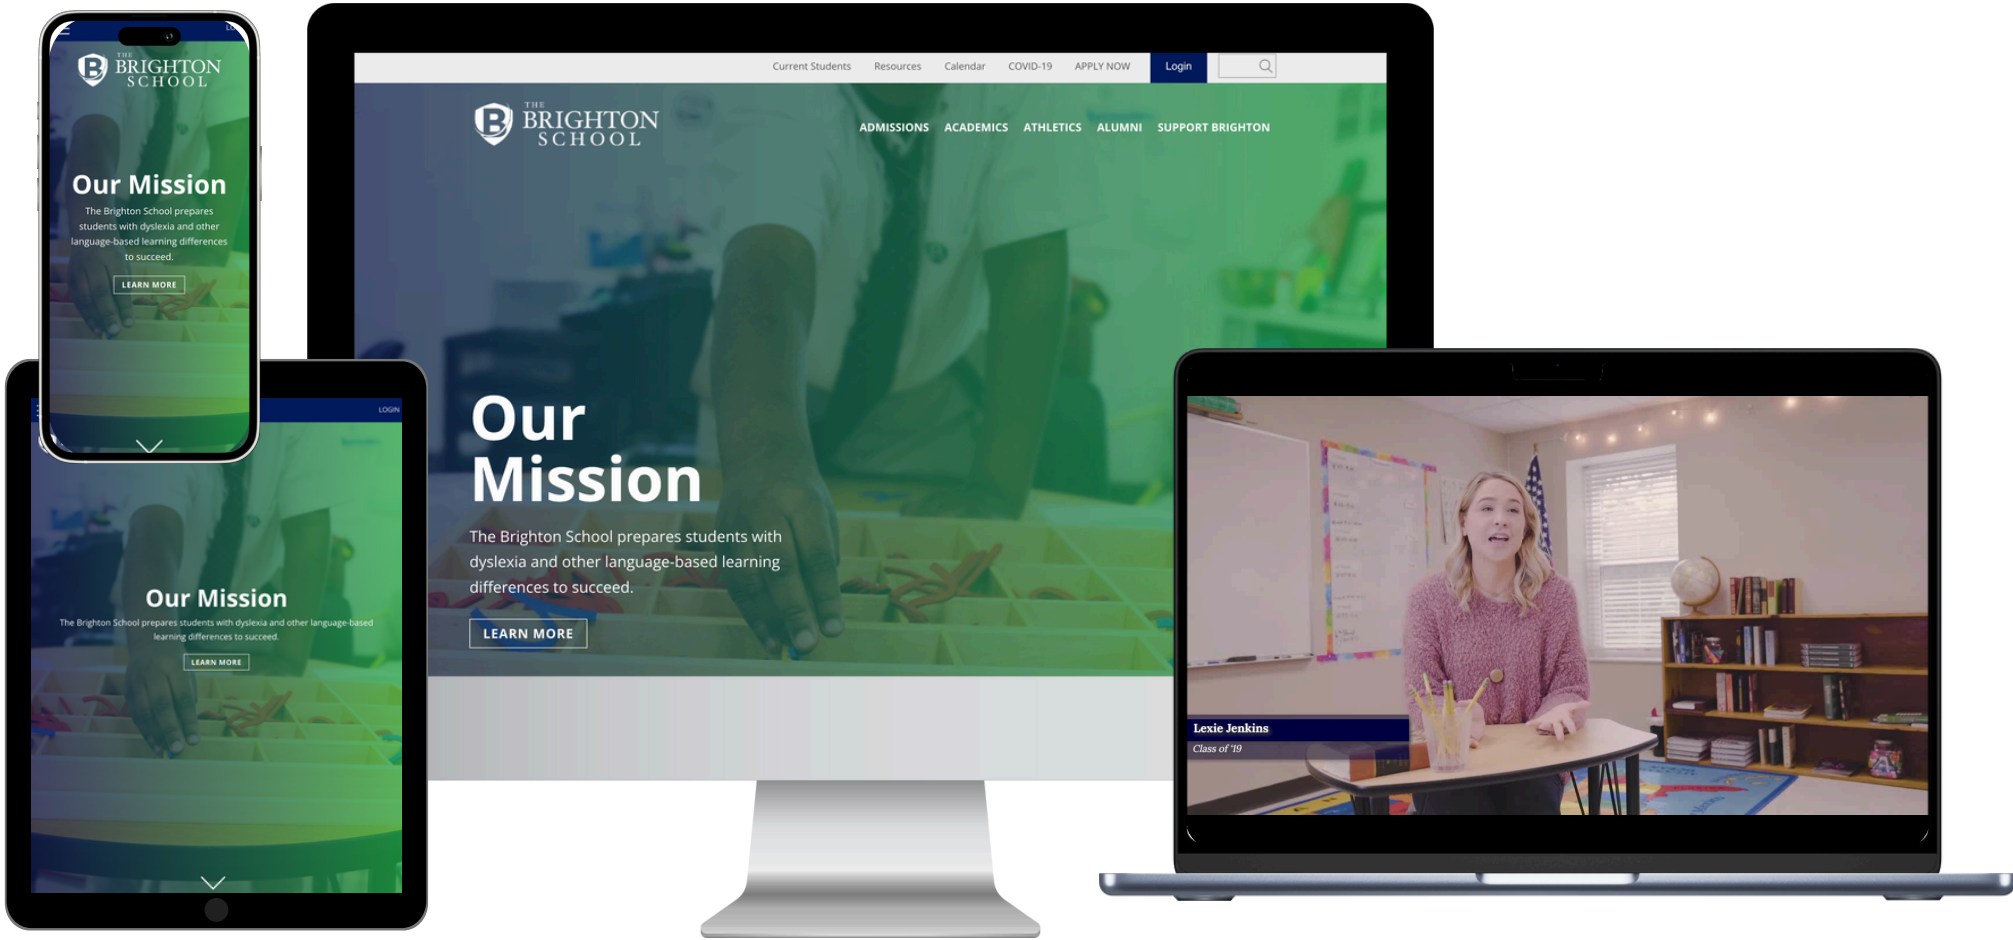 LO
THE
BRIGHTON
SCHOOL
Our Mission
The Brighton School prepares
students with dyslexia and other
language-based learning differences
to succeed.
LEARN MORE
LOGIN
Our Mission
The Brighton School prepares students with dyslexia and other language-based
learning differences to succeed.
LEARN MORE
Current Students Resources Calendar COVID-19 APPLY NOW Login
THE
BRIGHTON
SCHOOL
ADMISSIONS ACADEMICS ATHLETICS ALUMNI SUPPORT BRIGHTON
Our
Mission
The Brighton School prepares students with
dyslexia and other language-based learning
differences to succeed.
LEARN MORE
Lexie Jenkins
Class of '19